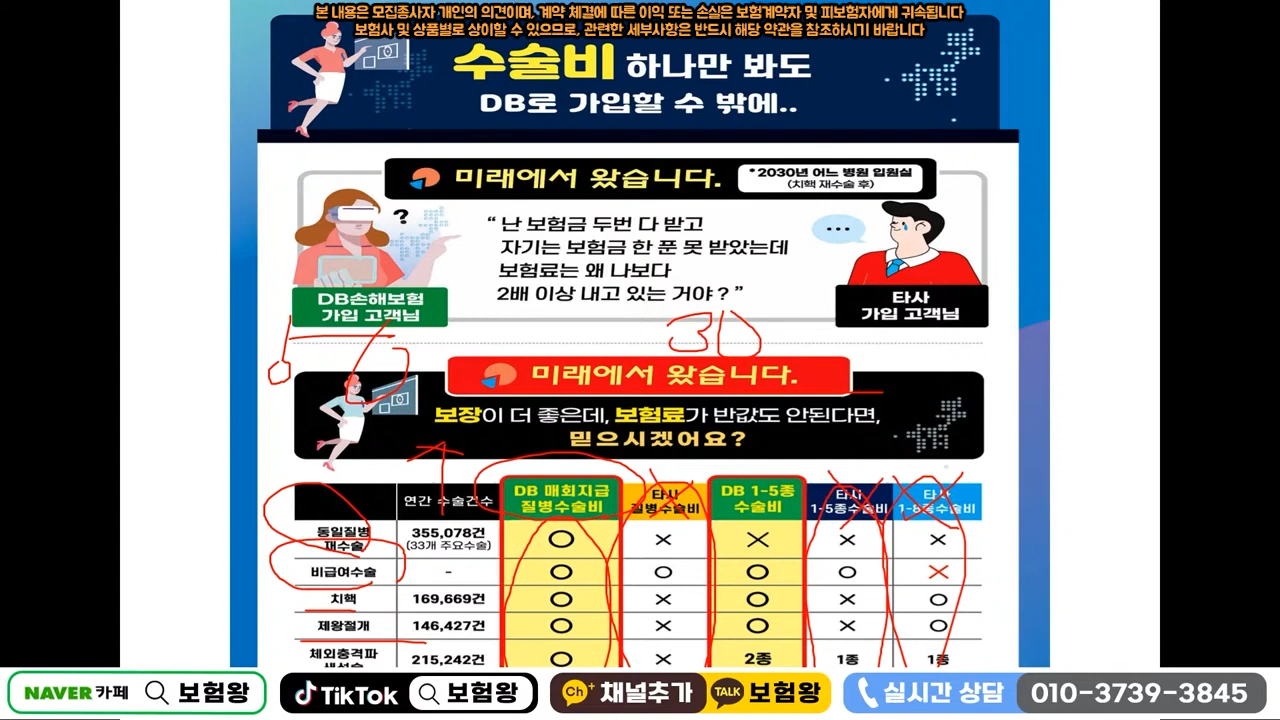 본 내용은 모집종사자 개인의 의견이며, 계약 체결에 따른 이익 또는 손실은 보험계약자 및 피보험자에게 귀속됩니다
보험사 및 상품별로 상이할 수 있으므로, 관련한 세부사항은 반드시 해당 약관을 참조하시기 바랍니다
수술비 하나만 봐도
DB로 가입할 수 밖에..
미래에서 왔습니다.
*2030년 어느 병원 입원실
(치핵 재수술 후)
?
“ 난 보험금 두번 다 받고
자기는 보험금 한 푼 못 받았는데
보험료는 왜 나보다
2배 이상 내고 있는 거야? ”
DB손해보험
가입 고객님
타사
가입 고객님
30
미래에서 왔습니다.
보장이 더 좋은데, 보험료가 반값도 안된다면,
믿으시겠어요?
연간 수술건수
DB 매회지급
질병수술비
타사
질병수술비
DB 1-5종
수술비
타사
1-5종수술비
타사
1-8종수술비
동일질병
재수술
355,078건
(33개 주요수술)
○ × × × ×
비급여수술 - ○ ○ ○ ○ ×
치핵 169,669건 ○ × ○ × ○
제왕절개 146,427건 ○ × ○ × ○
체외충격파
쇄석술
215,242건 ○ × 2종 1종 1종
NAVER 카페 보험왕
TikTok 보험왕
Ch+ 채널추가
TALK 보험왕
실시간 상담 010-3739-3845